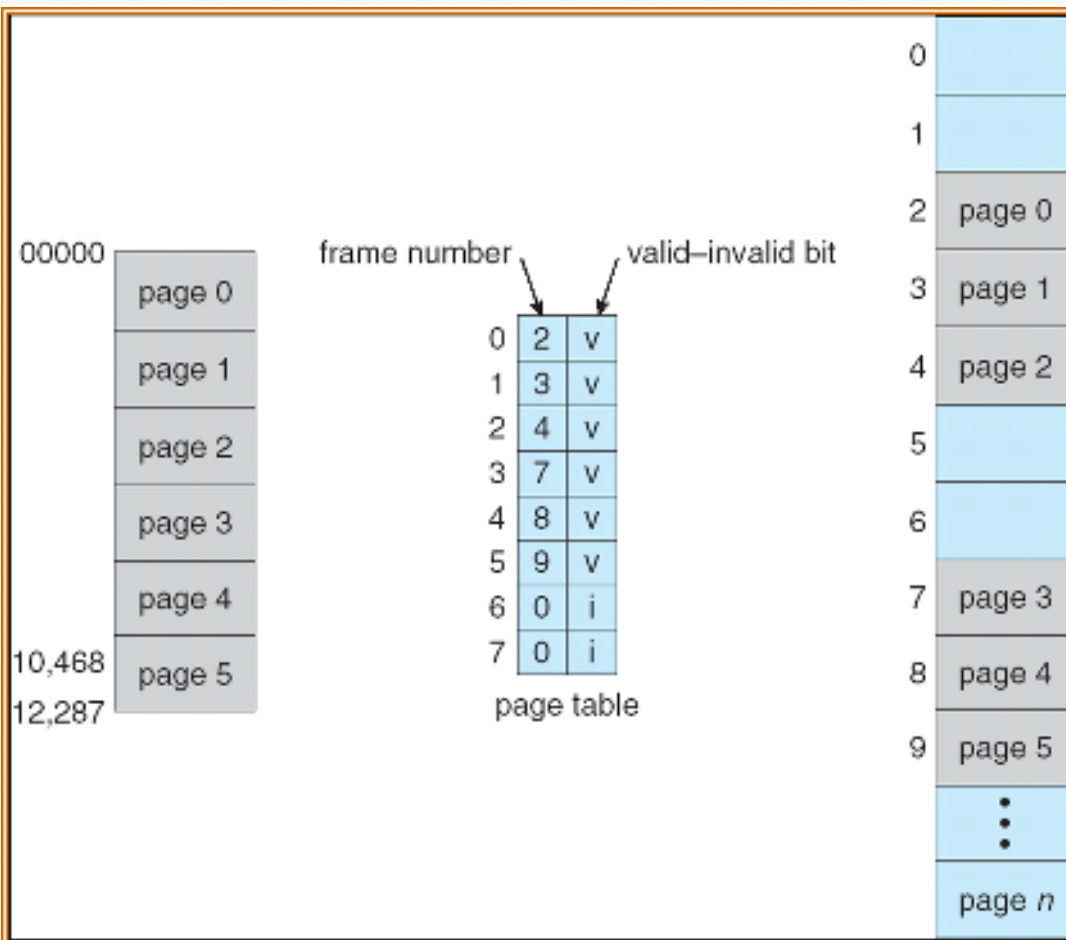 00000
page 0
page 1
page 2
page 3
page 4
10,468
page 5
12,287
frame number
valid–invalid bit
0 2 v
1 3 v
2 4 v
3 7 v
4 8 v
5 9 v
6 0 i
7 0 i
page table
0
1
2 page 0
3 page 1
4 page 2
5
6
7 page 3
8 page 4
9 page 5
page n